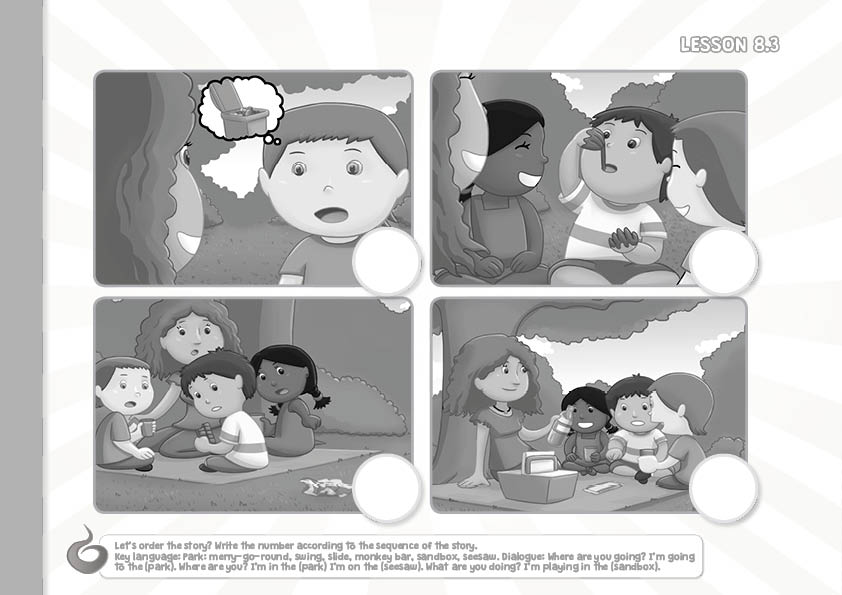 LESSON 8.3
Let's order the story? Write the number according to the sequence of the story.
Key language: Park: merry-go-round, swing, slide, monkey bar, sandbox, seesaw. Dialogue: Where are you going? I'm going
to the (park). Where are you? I'm in the (park) I'm on the (seesaw). What are you doing? I'm playing in the (sandbox).